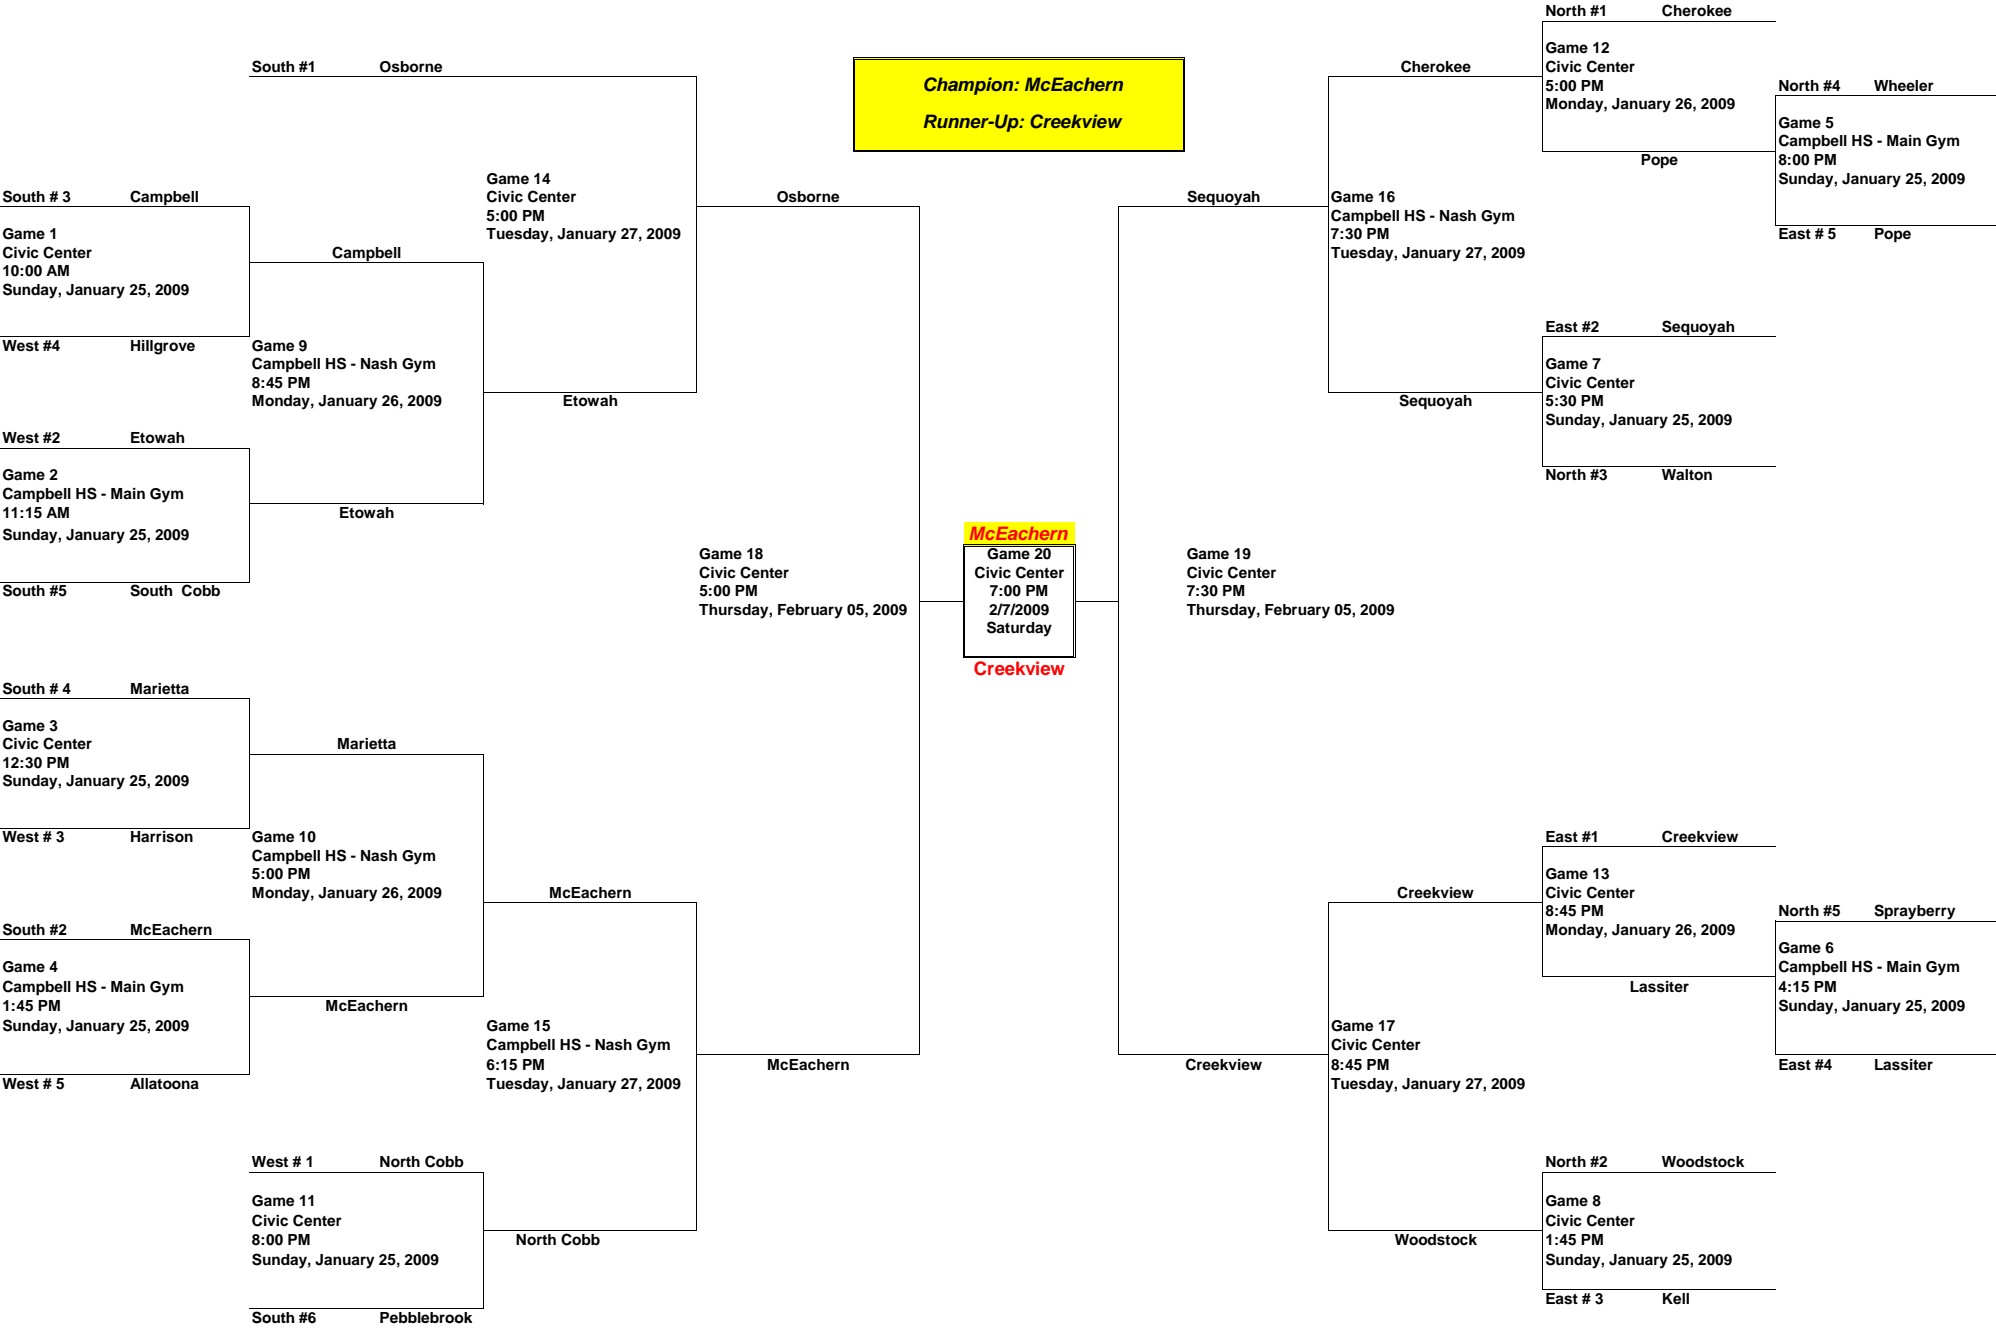 North #1 Cherokee
Game 12
Civic Center
5:00 PM
Monday, January 26, 2009
South #1 Osborne
Champion: McEachern
Runner-Up: Creekview
Cherokee
North #4 Wheeler
Game 5
Campbell HS - Main Gym
8:00 PM
Sunday, January 25, 2009
East # 5 Pope
Pope
South # 3 Campbell
Game 1
Civic Center
10:00 AM
Sunday, January 25, 2009
West #4 Hillgrove
Campbell
Game 14
Civic Center
5:00 PM
Tuesday, January 27, 2009
Osborne
Sequoyah
Game 16
Campbell HS - Nash Gym
7:30 PM
Tuesday, January 27, 2009
Game 9
Campbell HS - Nash Gym
8:45 PM
Monday, January 26, 2009
Etowah
Sequoyah
East #2 Sequoyah
Game 7
Civic Center
5:30 PM
Sunday, January 25, 2009
North #3 Walton
West #2 Etowah
Game 2
Campbell HS - Main Gym
11:15 AM
Sunday, January 25, 2009
South #5 South Cobb
Etowah
Game 18
Civic Center
5:00 PM
Thursday, February 05, 2009
McEachern
Game 20
Civic Center
7:00 PM
2/7/2009
Saturday
Creekview
Game 19
Civic Center
7:30 PM
Thursday, February 05, 2009
South # 4 Marietta
Game 3
Civic Center
12:30 PM
Sunday, January 25, 2009
West # 3 Harrison
Marietta
Game 10
Campbell HS - Nash Gym
5:00 PM
Monday, January 26, 2009
McEachern
Creekview
East #1 Creekview
Game 13
Civic Center
8:45 PM
Monday, January 26, 2009
Lassiter
North #5 Sprayberry
Game 6
Campbell HS - Main Gym
4:15 PM
Sunday, January 25, 2009
East #4 Lassiter
South #2 McEachern
Game 4
Campbell HS - Main Gym
1:45 PM
Sunday, January 25, 2009
West # 5 Allatoona
McEachern
Game 15
Campbell HS - Nash Gym
6:15 PM
Tuesday, January 27, 2009
McEachern
Creekview
Game 17
Civic Center
8:45 PM
Tuesday, January 27, 2009
West # 1 North Cobb
Game 11
Civic Center
8:00 PM
Sunday, January 25, 2009
South #6 Pebblebrook
North Cobb
Woodstock
North #2 Woodstock
Game 8
Civic Center
1:45 PM
Sunday, January 25, 2009
East # 3 Kell